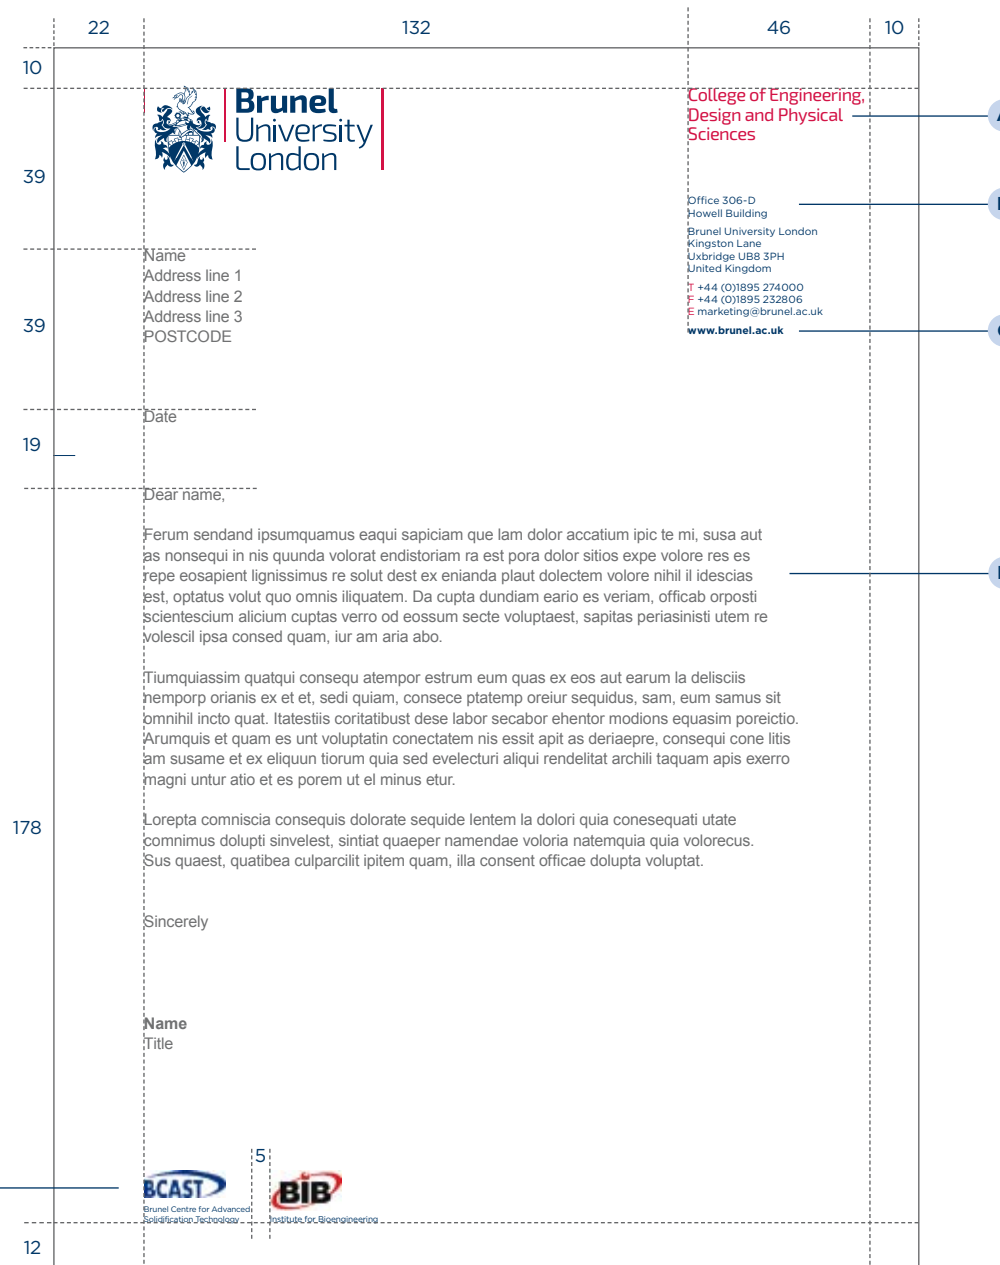 22
132
46
10
10
Brunel
University
London
College of Engineering,
Design and Physical
Sciences
39
Office 306-D
Howell Building
Brunel University London
Kingston Lane
Uxbridge UB8 3PH
United Kingdom
T +44 (0)1895 274000
F +44 (0)1895 232806
E marketing@brunel.ac.uk
www.brunel.ac.uk
Name
Address line 1
Address line 2
Address line 3
POSTCODE
39
Date
19
Dear name,
Ferum sendand ipsumquamus eaqui sapiciam que lam dolor accatium ipic te mi, susa aut
as nonsequi in nis quunda volorat endistoriam ra est pora dolor sitios expe volore res es
repe eosapient lignissimus re solut dest ex enianda plaut dolectem volore nihil il idescias
est, optatus volut quo omnis iliquatem. Da cupta dundiam eario es veriam, officab orposti
scientescium alicium cuptas verro od eossum secte voluptaest, sapitas periasinisti utem re
volescil ipsa consed quam, iur am aria abo.
Tiumquiassim quatqui consequ atempor estrum eum quas ex eos aut earum la delisciis
nemporp orianis ex et et, sedi quiam, consece ptatemp oreiur sequidus, sam, eum samus sit
omnihil incto quat. Itatestiis coritatibust dese labor secabor ehentor modions equasim poreictio.
Arumquis et quam es unt voluptatin conectatem nis essit apit as deriaepre, consequi cone litis
am susame et ex eliquun tiorum quia sed evelecturi aliqui rendelitat archili taquam apis exerro
magni untur atio et es porem ut el minus etur.
178
Lorepta comniscia consequis dolorate sequide lentem la dolori quia conesequati utate
comnimus dolupti sinvelest, sintiat quaeper namendae voloria natemquia quia volorecus.
Sus quaest, quatibea culparcilit ipitem quam, illa consent officae dolupta voluptat.
Sincerely
Name
Title
5
BCAST
Brunel Centre for Advanced
Solidification Technology
BIB
Institute for Bioengineering
12